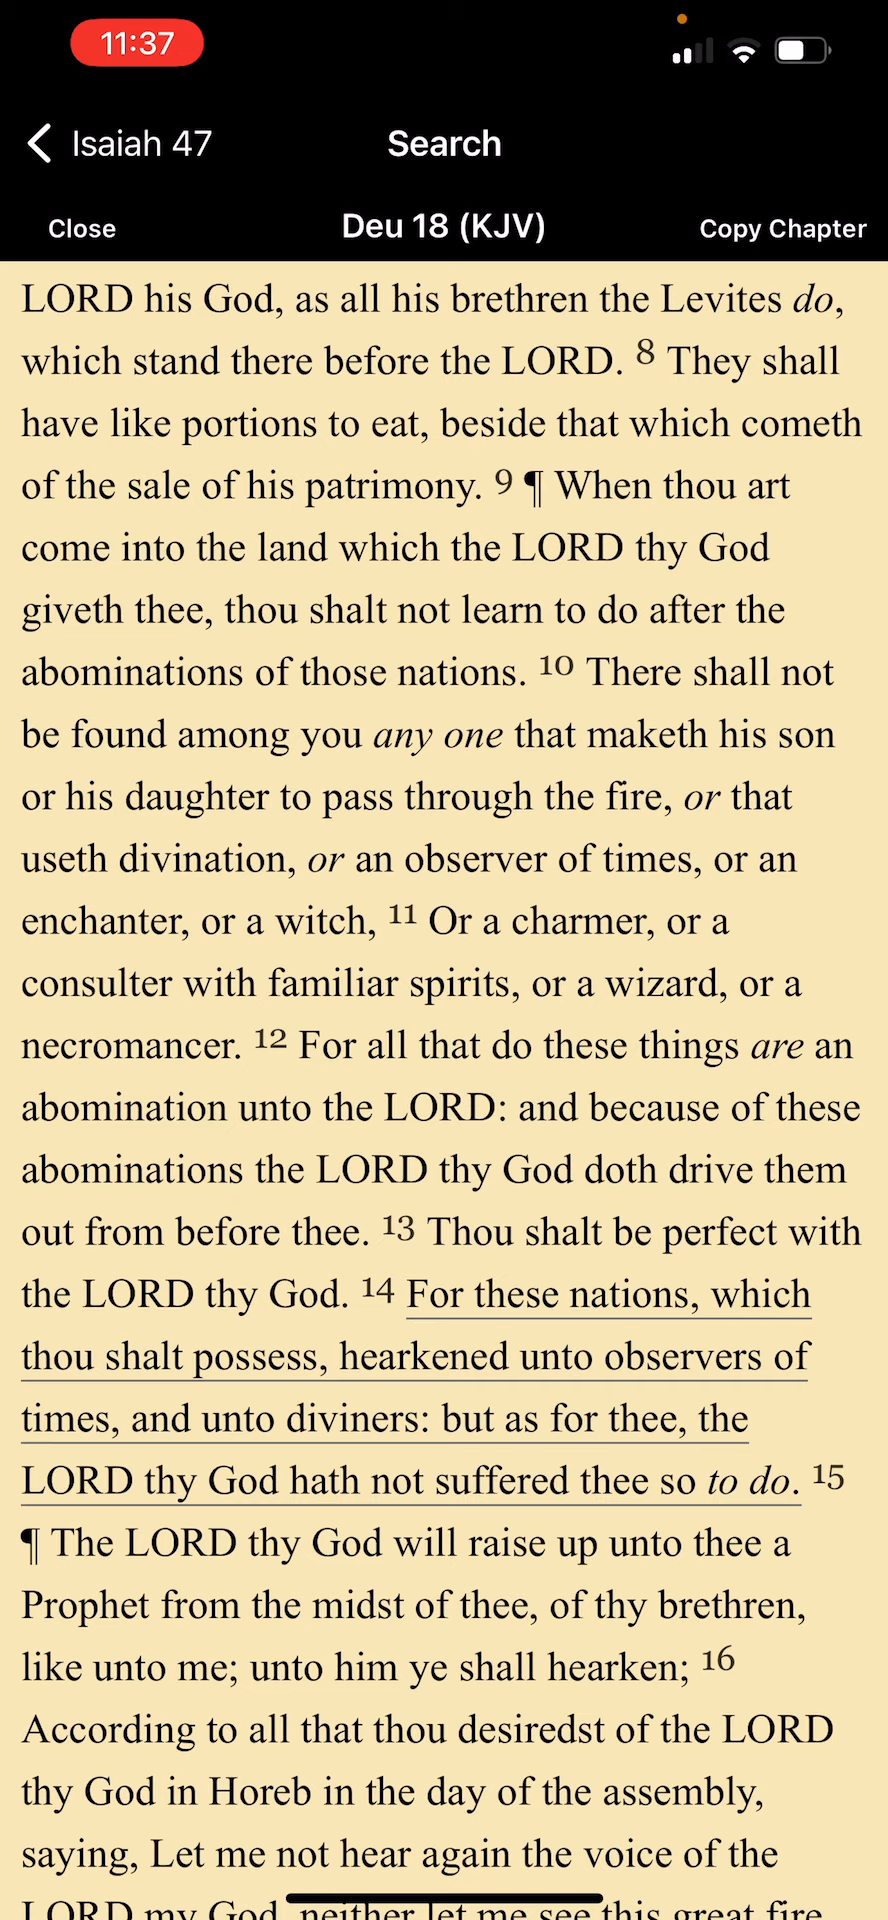 11:37
Isaiah 47
Search
Close
Deu 18 (KJV)
Copy Chapter
LORD his God, as all his brethren the Levites do,
which stand there before the LORD. 8 They shall
have like portions to eat, beside that which cometh
of the sale of his patrimony. 9 ¶ When thou art
come into the land which the LORD thy God
giveth thee, thou shalt not learn to do after the
abominations of those nations. 10 There shall not
be found among you any one that maketh his son
or his daughter to pass through the fire, or that
useth divination, or an observer of times, or an
enchanter, or a witch, 11 Or a charmer, or a
consulter with familiar spirits, or a wizard, or a
necromancer. 12 For all that do these things are an
abomination unto the LORD: and because of these
abominations the LORD thy God doth drive them
out from before thee. 13 Thou shalt be perfect with
the LORD thy God. 14 For these nations, which
thou shalt possess, hearkened unto observers of
times, and unto diviners: but as for thee, the
LORD thy God hath not suffered thee so to do. 15
¶ The LORD thy God will raise up unto thee a
Prophet from the midst of thee, of thy brethren,
like unto me; unto him ye shall hearken; 16
According to all that thou desiredst of the LORD
thy God in Horeb in the day of the assembly,
saying, Let me not hear again the voice of the
LORD my God, neither let me see this great fire